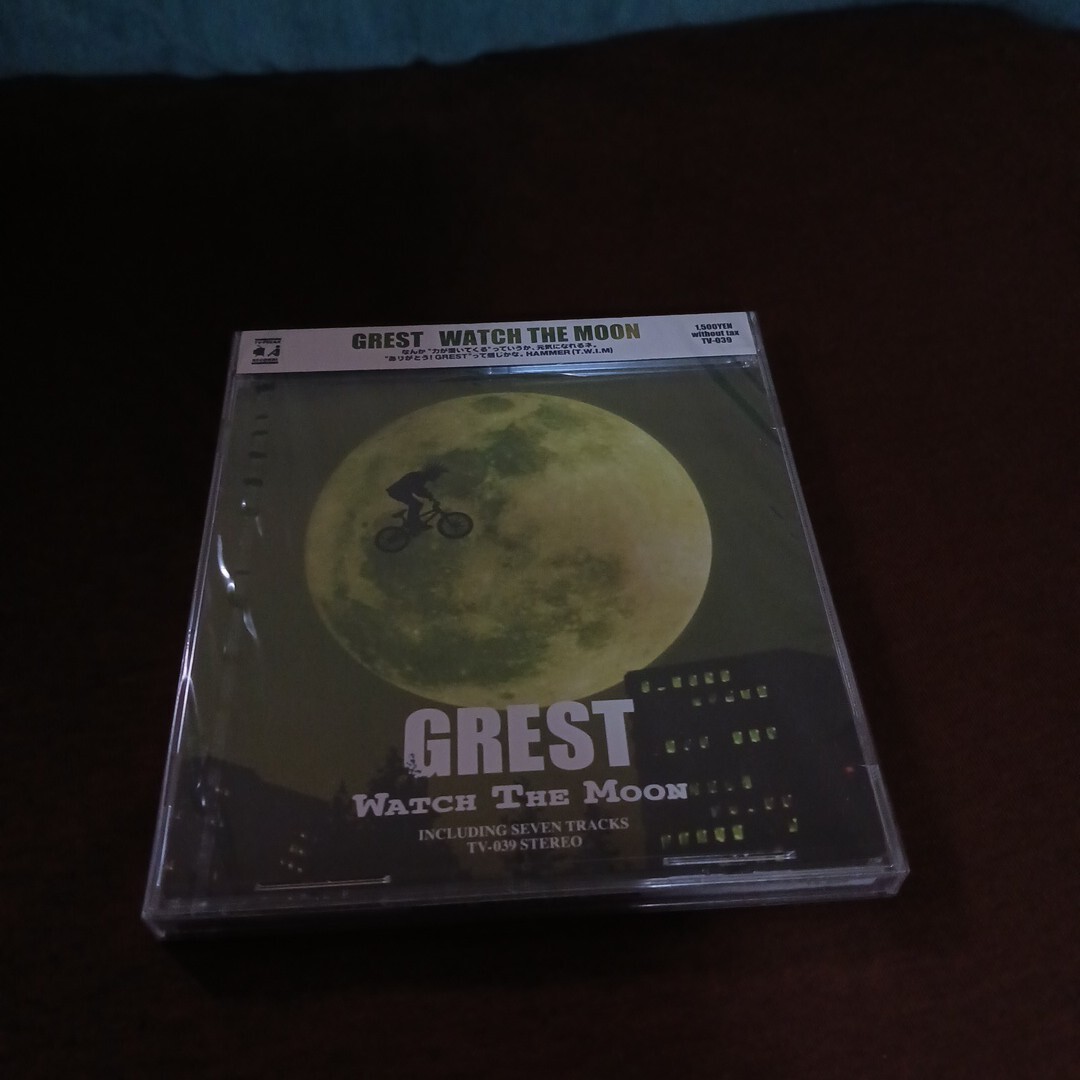 GREST WATCH THE MOON
なんか"力が湧いてくる"っていうか、元気になれるネ。
"ありがとう!GREST"って感じかな。HAMMER(T.W.I.M)
1,500YEN
without tax
TV-039
GREST
WATCH THE MOON
INCLUDING SEVEN TRACKS
TV-039 STEREO